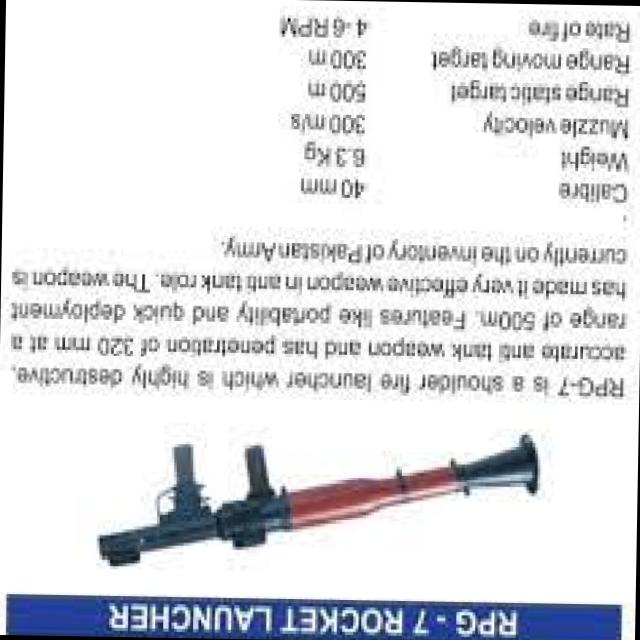 RPG - 7 ROCKET LAUNCHER
RPG-7 is a shoulder fire launcher which is highly destructive,
accurate anti tank weapon and has penetration of 320 mm at a
range of 500m. Features like portability and quick deployment
has made it very effective weapon in anti tank role. The weapon is
currently on the inventory of Pakistan Army.
Calibre 40 mm
Weight 6.3 Kg
Muzzle velocity 300 m/s
Range static target 500 m
Range moving target 300 m
Rate of fire 4 -6 RPM